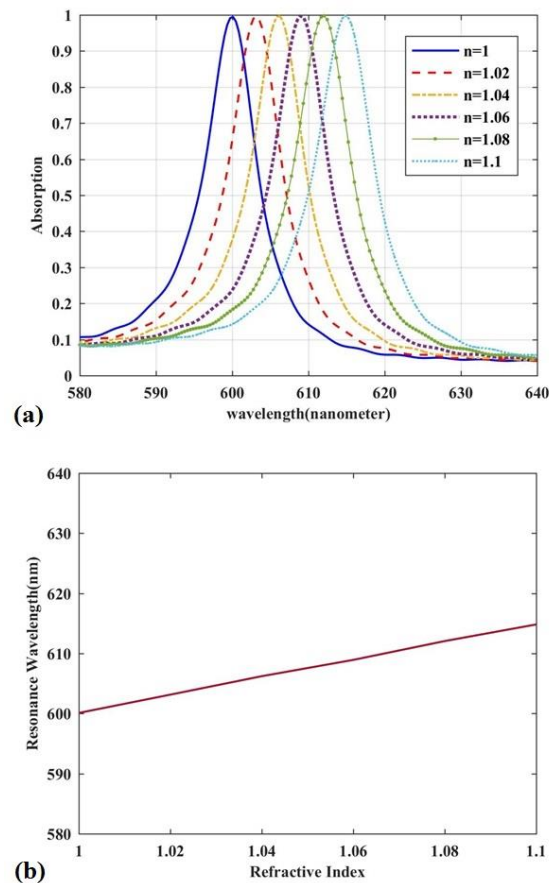 1
0.9
0.8
0.7
0.6
0.5
0.4
0.3
0.2
0.1
0
Absorption
n=1
n=1.02
n=1.04
n=1.06
n=1.08
n=1.1
580 590 600 610 620 630 640
wavelength(nanometer)
(a)
640
630
620
610
600
590
580
Resonance Wavelength(nm)
1 1.02 1.04 1.06 1.08 1.1
Refractive Index
(b)